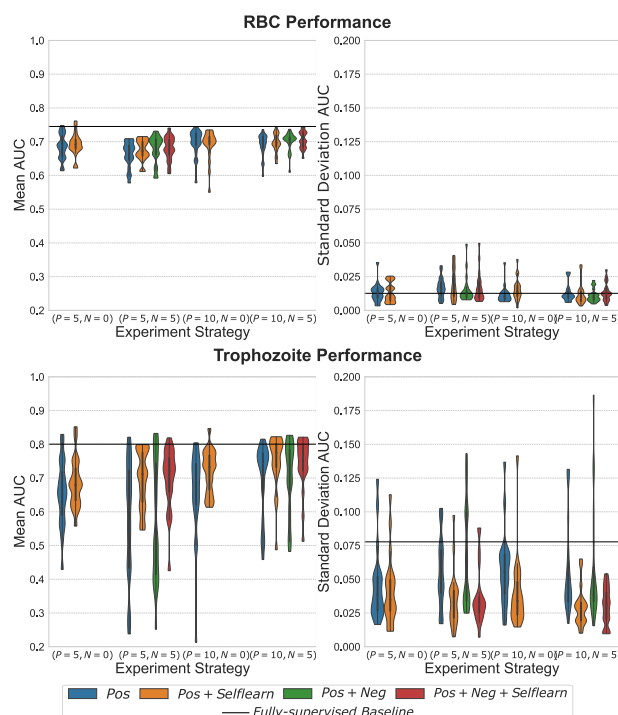 RBC Performance
1.0
0.9
0.8
0.7
0.6
0.5
0.4
0.3
0.2
Mean AUC
(P = 5, N = 0) (P = 5, N = 5) (P = 10, N = 0) (P = 10, N = 5)
Experiment Strategy
0.200
0.175
0.150
0.125
0.100
0.075
0.050
0.025
0.000
Standard Deviation AUC
(P = 5, N = 0) (P = 5, N = 5) (P = 10, N = 0) (P = 10, N = 5
Experiment Strategy
Trophozoite Performance
1.0
0.9
0.8
0.7
0.6
0.5
0.4
0.3
0.2
Mean AUC
(P = 5, N = 0) (P = 5, N = 5) (P = 10, N = 0) (P = 10, N = 5)
Experiment Strategy
0.200
0.175
0.150
0.125
0.100
0.075
0.050
0.025
0.000
Standard Deviation AUC
(P = 5, N = 0) (P = 5, N = 5) (P = 10, N = 0) (P = 10, N = 5
Experiment Strategy
Pos Pos + Selflearn Pos + Neg Pos + Neg + Selflearn
Fully-supervised Baseline